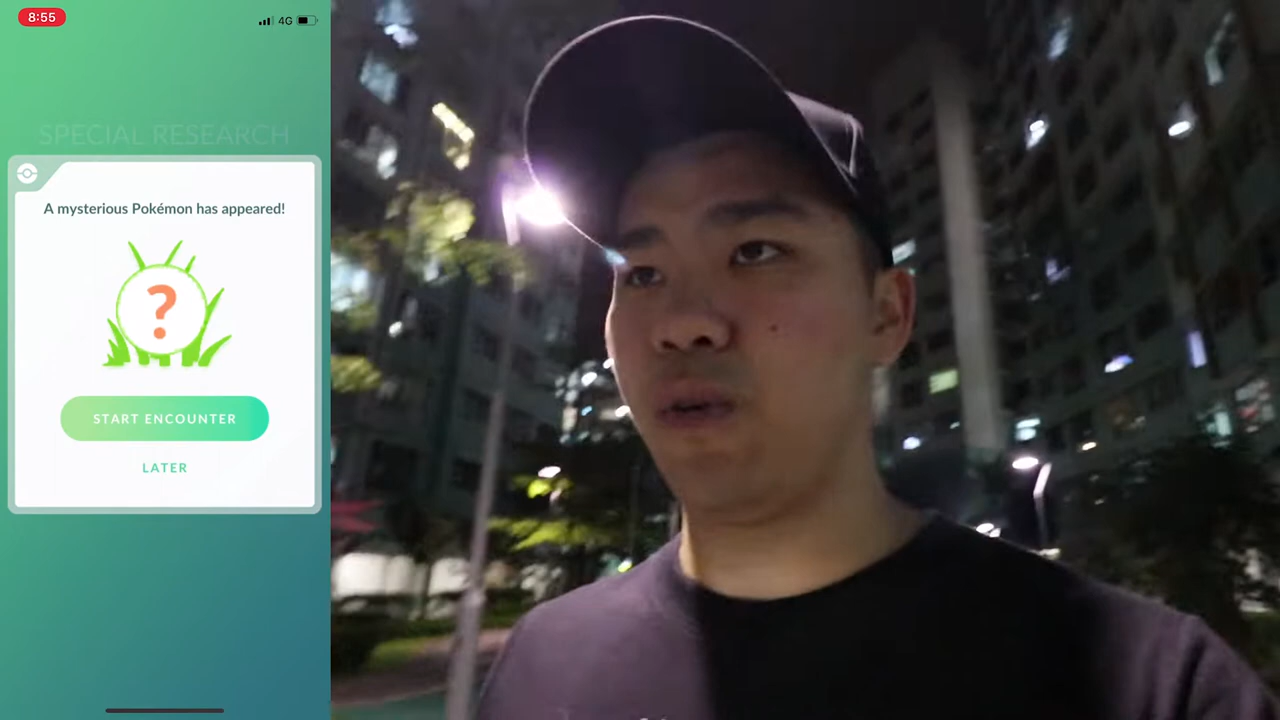 8:55
4G
SPECIAL RESEARCH
A mysterious Pokémon has appeared!
?
START ENCOUNTER
LATER